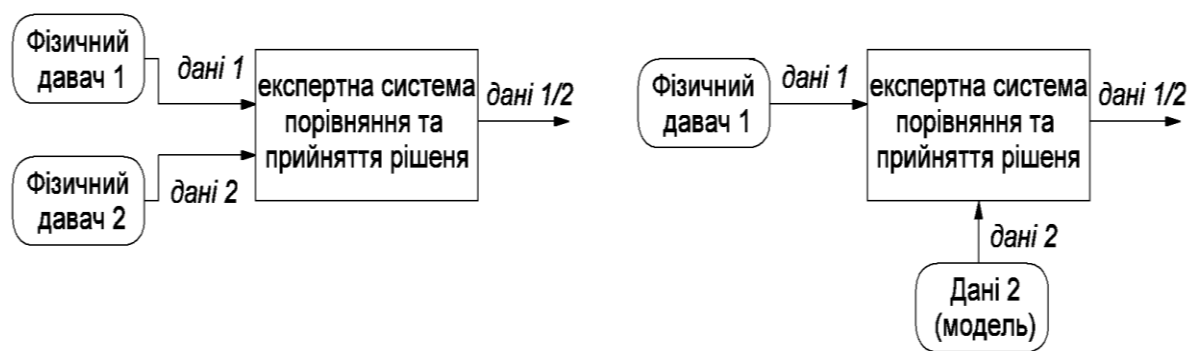 Фізичний
давач 1
дані 1
експертна система
порівняння та
прийняття рішеня
дані 1/2
Фізичний
давач 2
дані 2
Фізичний
давач 1
дані 1
експертна система
порівняння та
прийняття рішеня
дані 1/2
дані 2
Дані 2
(модель)